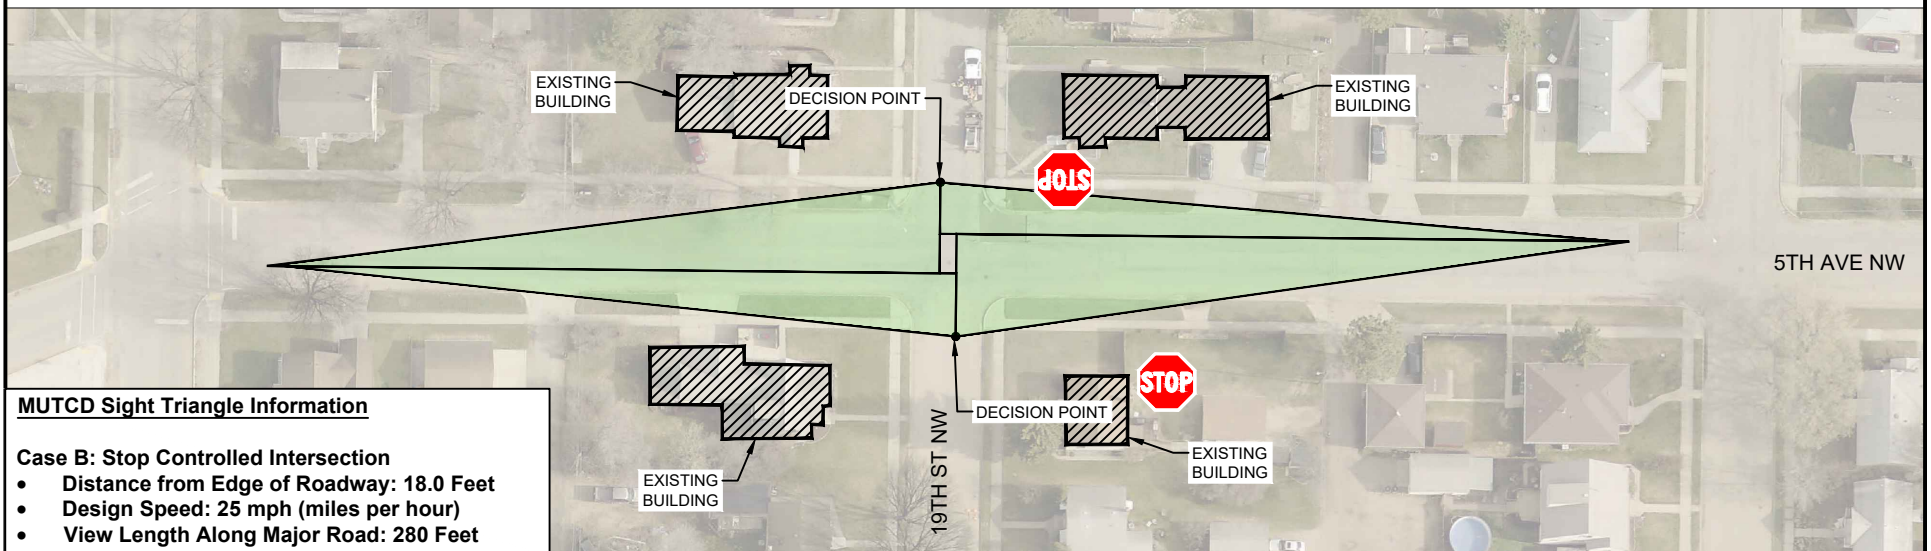 EXISTING
BUILDING
DECISION POINT
EXISTING
BUILDING
STOP
5TH AVE NW
STOP
DECISION POINT
19TH ST NW
EXISTING
BUILDING
EXISTING
BUILDING
MUTCD Sight Triangle Information
Case B: Stop Controlled Intersection
• Distance from Edge of Roadway: 18.0 Feet
• Design Speed: 25 mph (miles per hour)
• View Length Along Major Road: 280 Feet